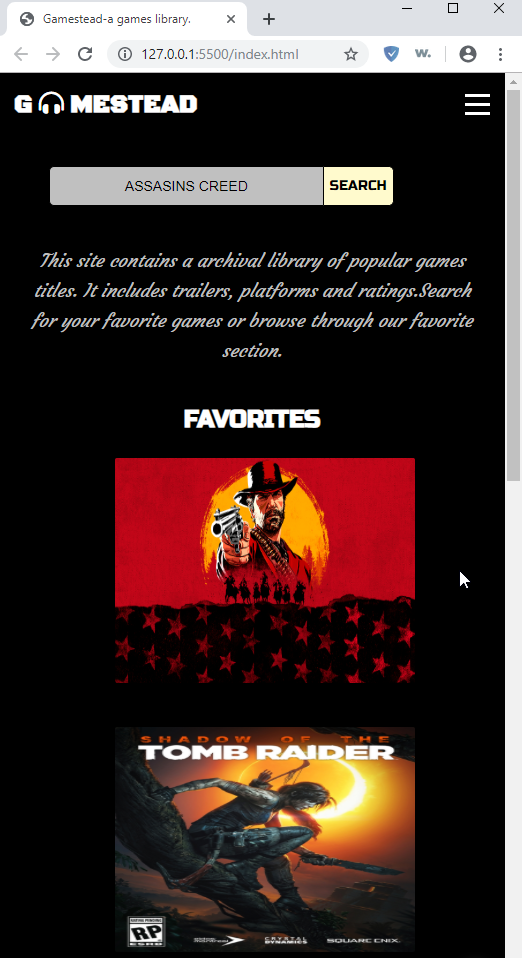 Gamestead-a games library.
127.0.0.1:5500/index.html
w.
G MESTEAD
ASSASINS CREED SEARCH
This site contains a archival library of popular games
titles. It includes trailers, platforms and ratings.Search
for your favorite games or browse through our favorite
section.
FAVORITES
SHADOW OF THE
TOMB RAIDER
RP
ESRB
CRYSTAL
DYNAMICS
SQUARE ENIX